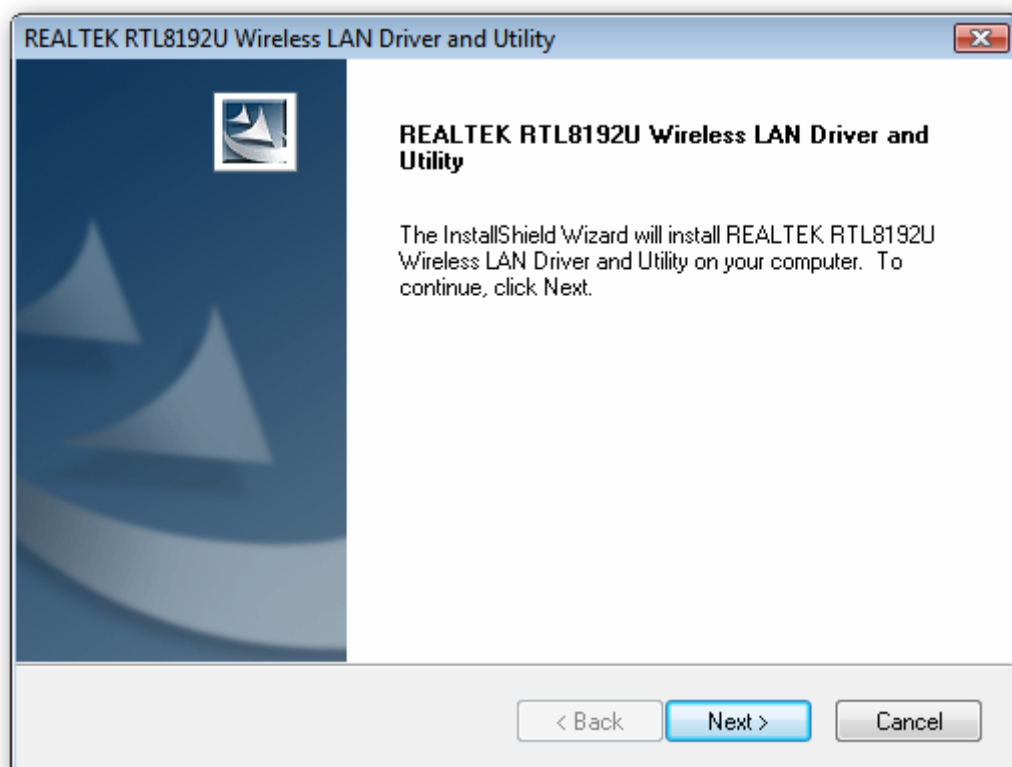 REALTEK RTL8192U Wireless LAN Driver and Utility
REALTEK RTL8192U Wireless LAN Driver and
Utility
The InstallShield Wizard will install REALTEK RTL8192U
Wireless LAN Driver and Utility on your computer.  To
continue, click Next.
< Back
Next >
Cancel